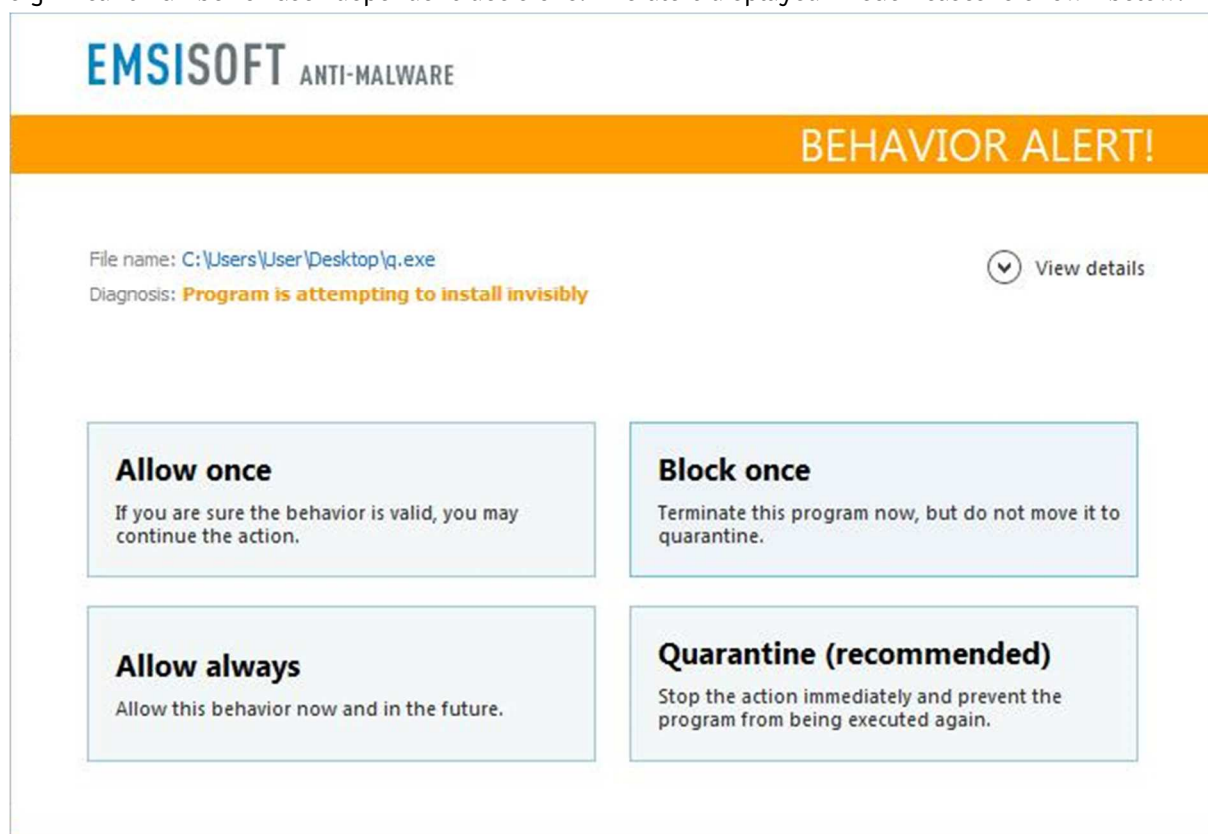 EMSISOFT ANTI-MALWARE
BEHAVIOR ALERT!
File name: C:\Users\User\Desktop\q.exe
View details
Diagnosis: Program is attempting to install invisibly
Allow once
If you are sure the behavior is valid, you may
continue the action.
Block once
Terminate this program now, but do not move it to
quarantine.
Allow always
Allow this behavior now and in the future.
Quarantine (recommended)
Stop the action immediately and prevent the
program from being executed again.